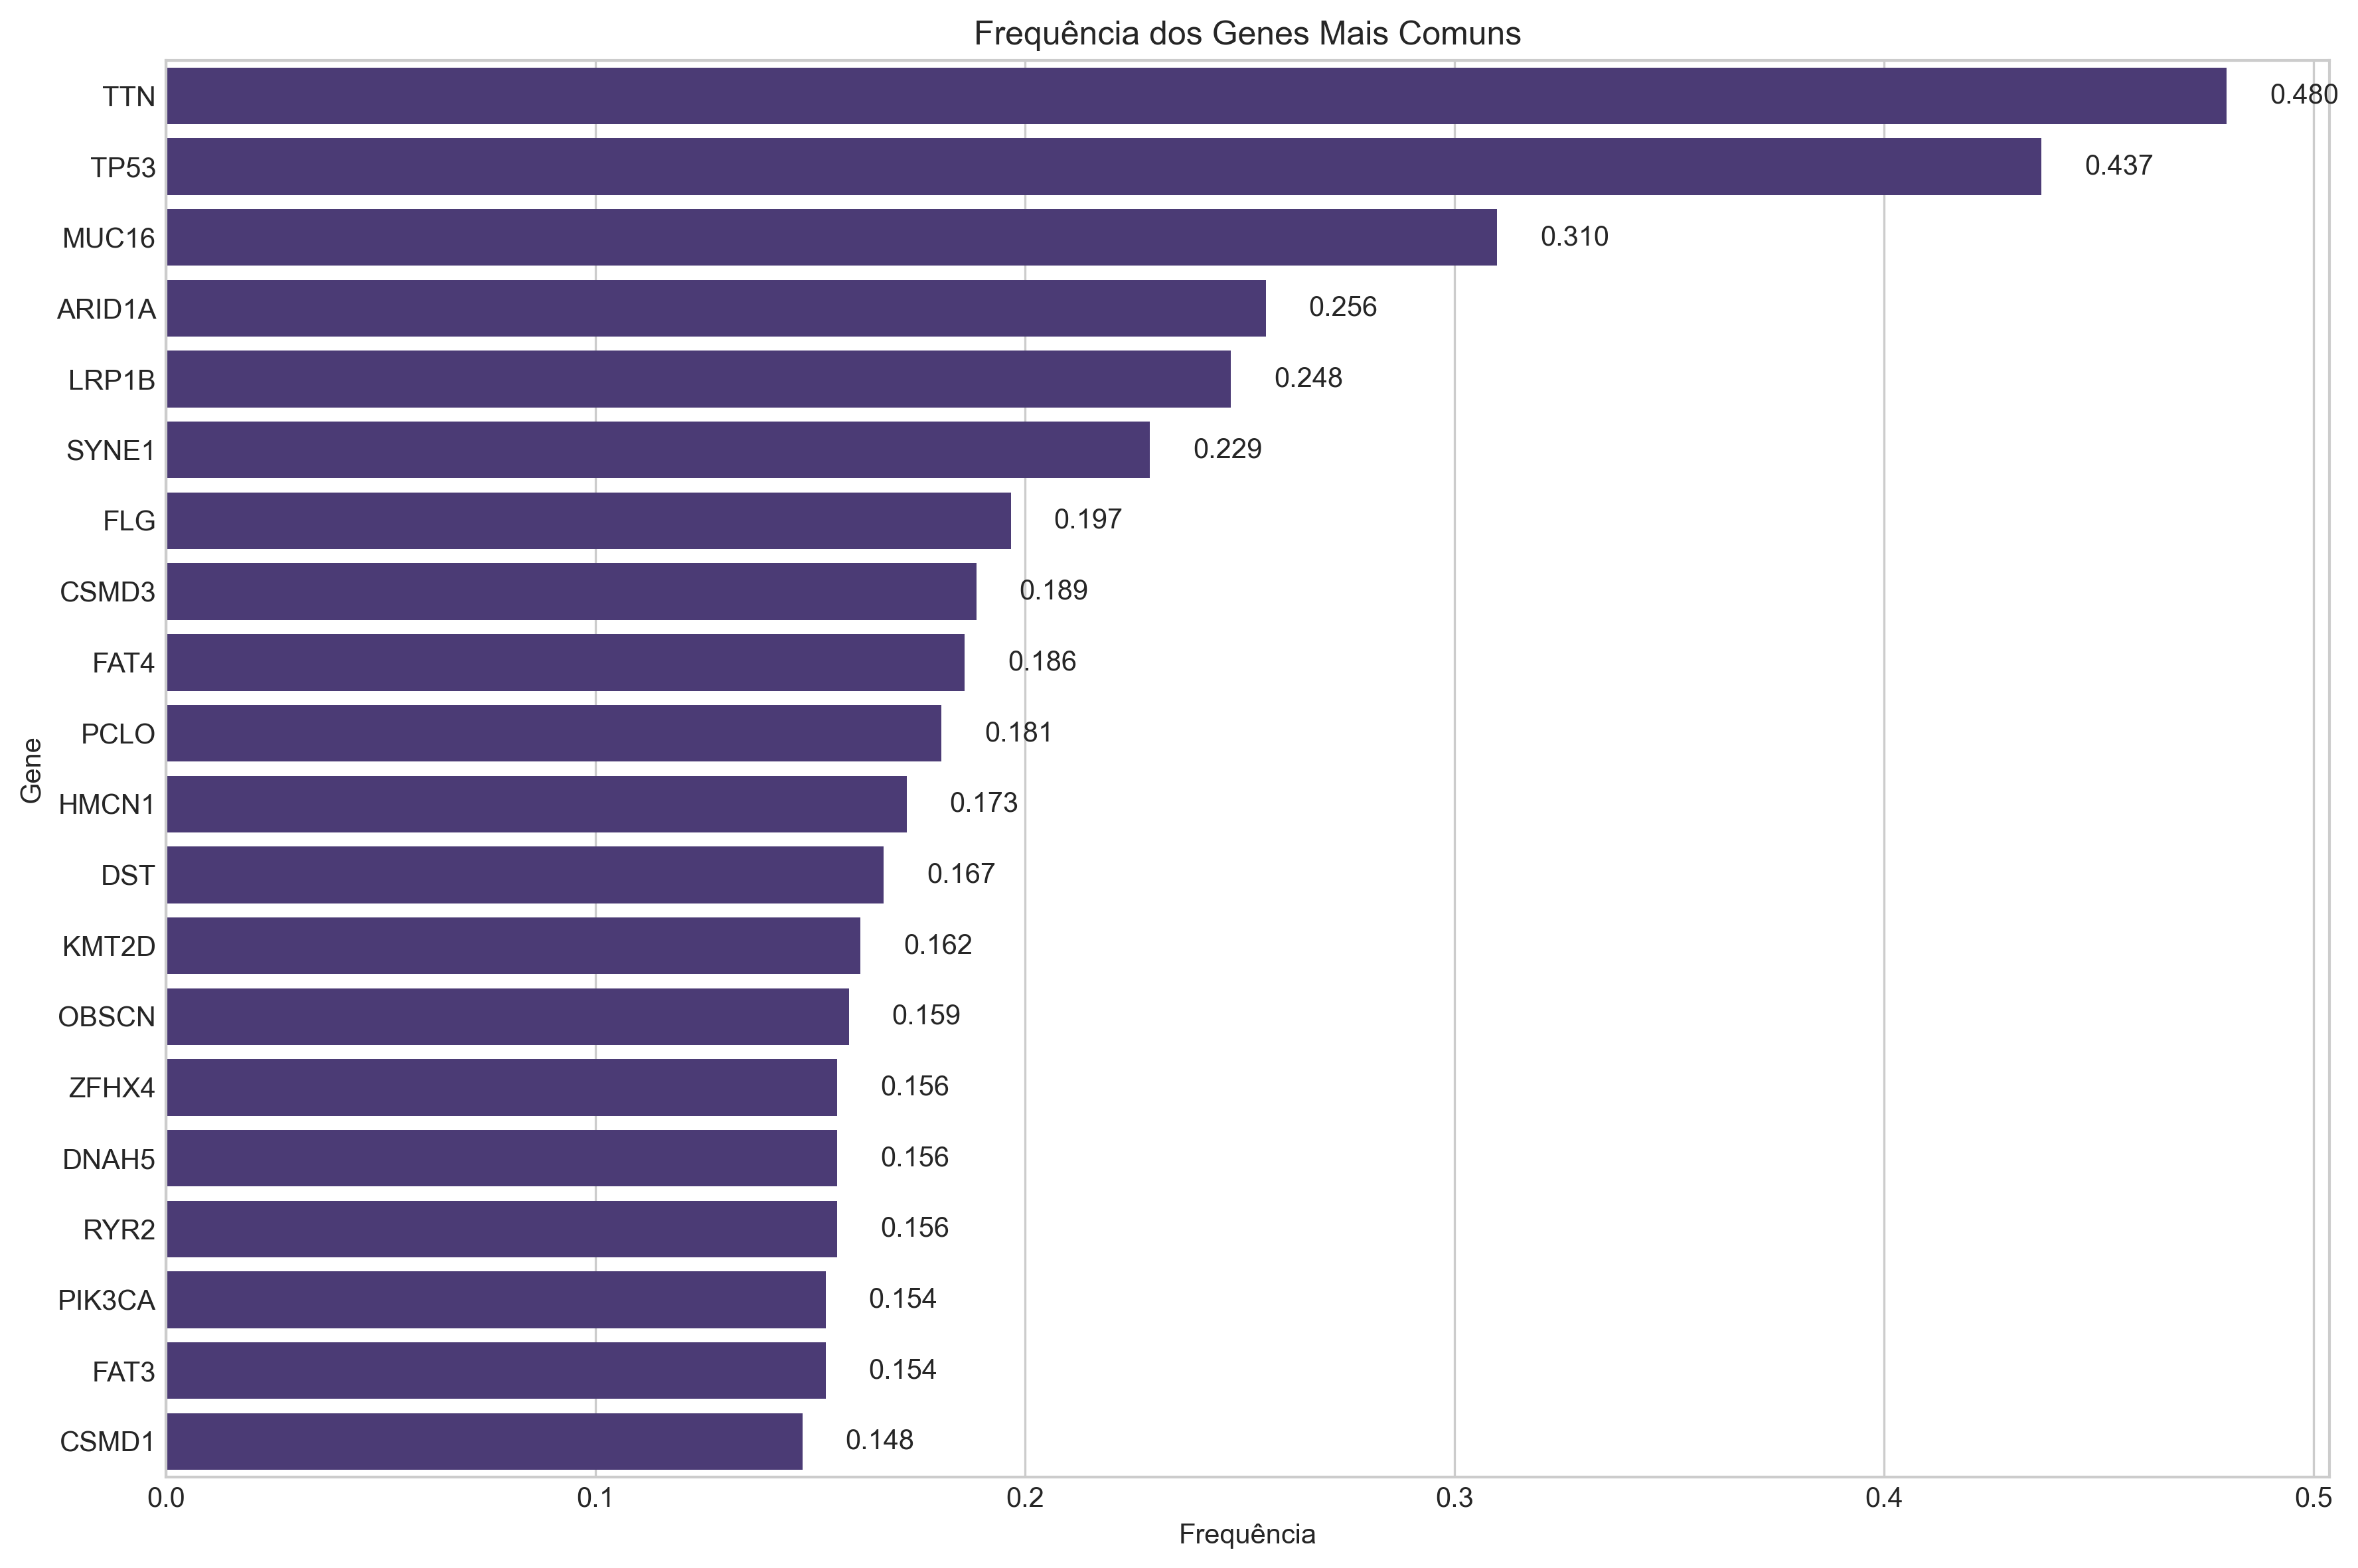 Frequência dos Genes Mais Comuns
TTN 0.480
TP53 0.437
MUC16 0.310
ARID1A 0.256
LRP1B 0.248
SYNE1 0.229
FLG 0.197
CSMD3 0.189
FAT4 0.186
PCLO 0.181
Gene
HMCN1 0.173
DST 0.167
KMT2D 0.162
OBSCN 0.159
ZFHX4 0.156
DNAH5 0.156
RYR2 0.156
PIK3CA 0.154
FAT3 0.154
CSMD1 0.148
0.0 0.1 0.2 0.3 0.4 0.5
Frequência